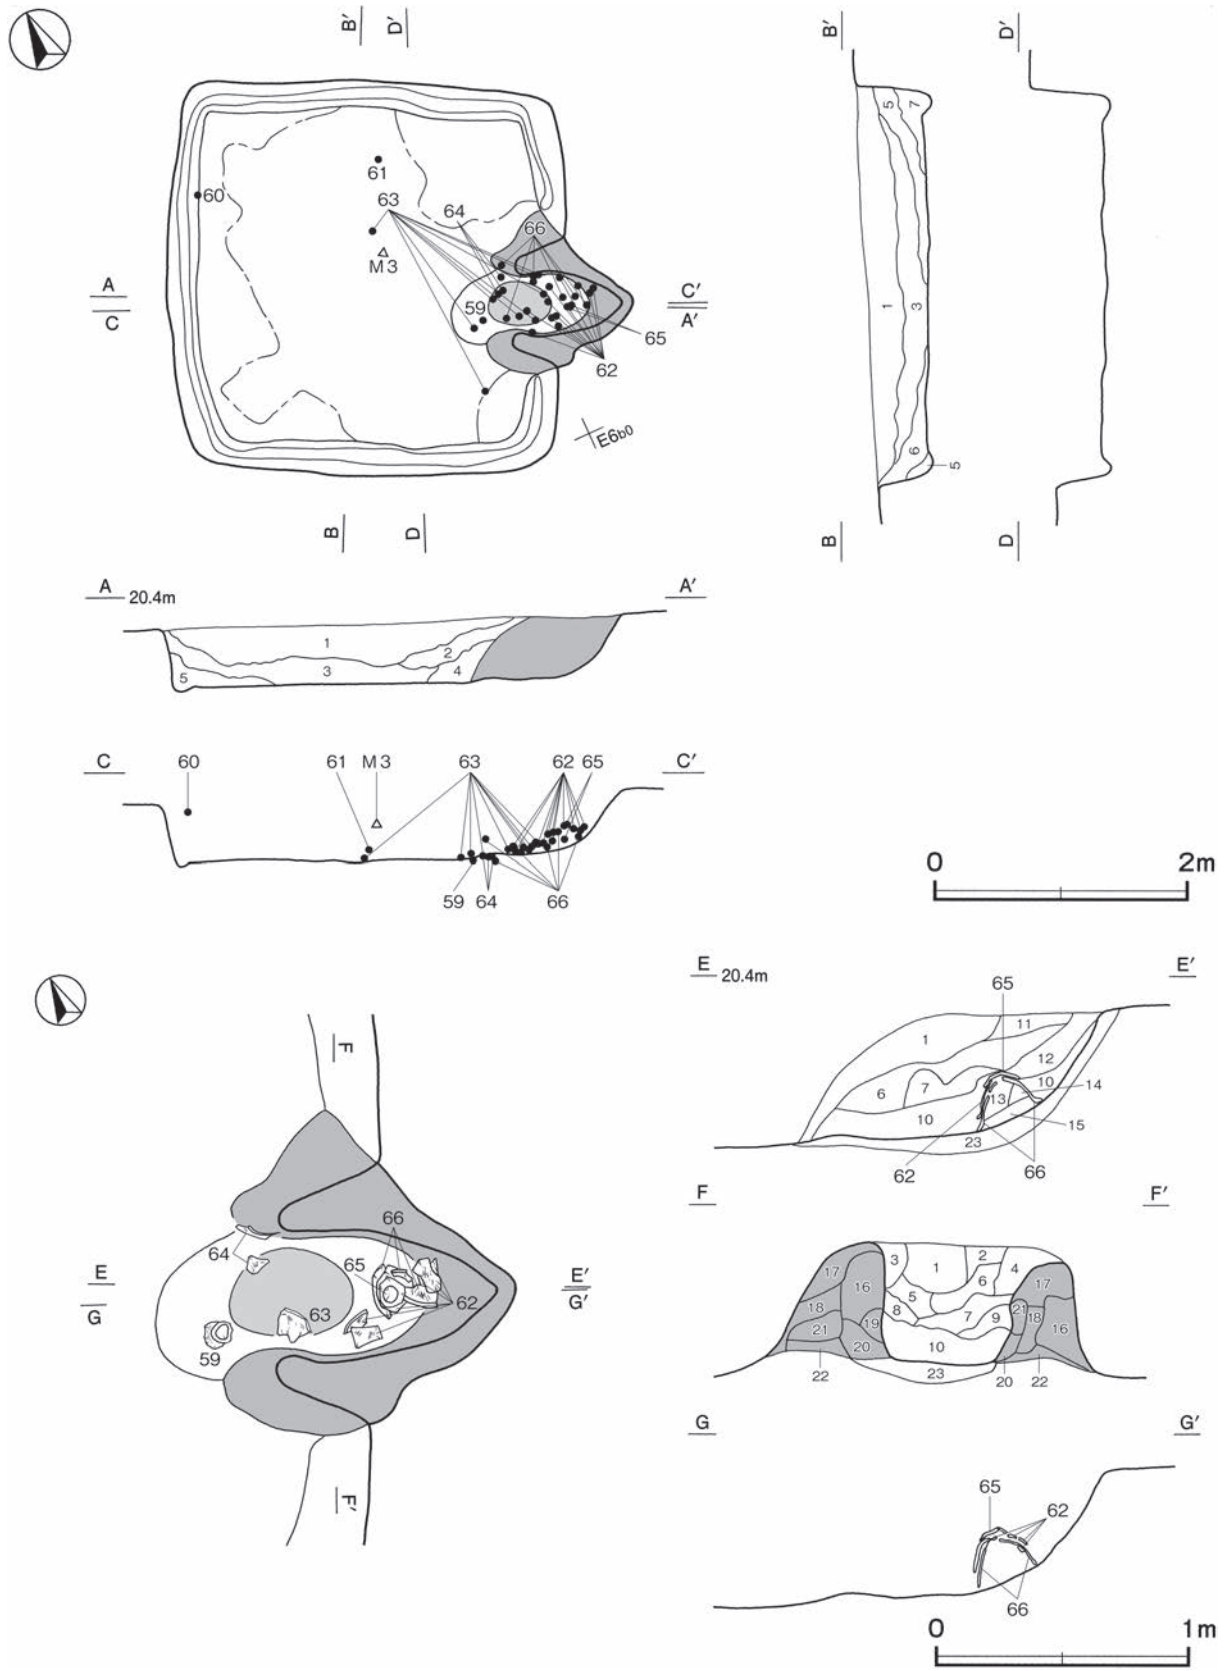 B′ D′
B′ D′
61
60
63 64 66
M3
59
A C
C′ A′
65
62
E6b0
B D
5 7
1 3
6 5
B D
A 20.4m A′
1
2
5 3 4
C 60 61 M3 63 62 65 C′
59 64 66
0 2m
E 20.4m E′
65
1 11
12
6 7 10 14
13
10 15
23
62 66
F F′
3 1 2 4
17 16 6 17
5
18 8 7 9 21 18
21 19 16
20 10
22 23 20 22
G G′
65
62
66
0 1m
F
64 66
65
E G
E′ G′
62
63
59
F′